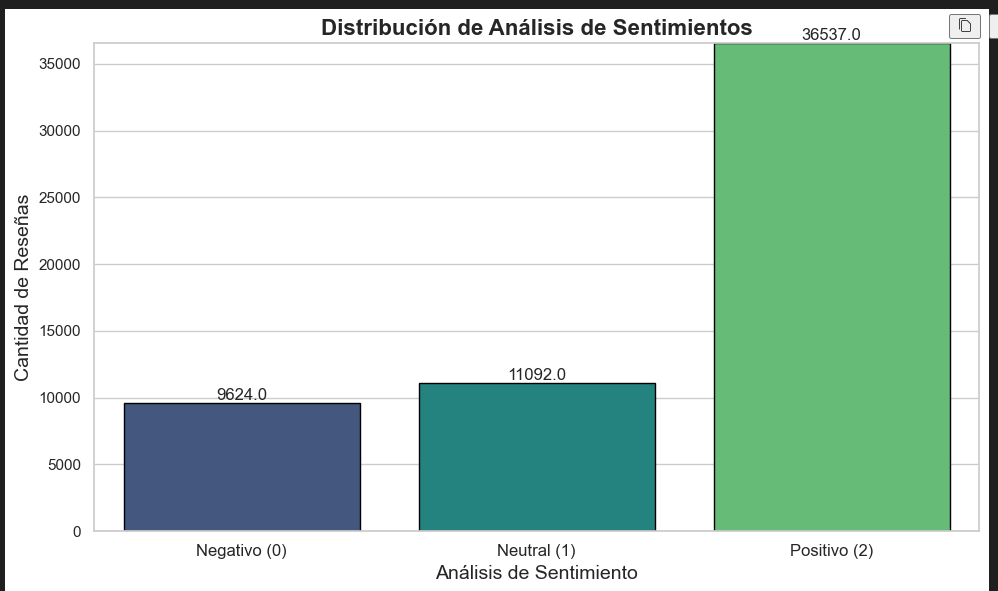 Distribución de Análisis de Sentimientos
36537.0
35000
30000
25000
20000
15000
10000
5000
0
Cantidad de Reseñas
9624.0
11092.0
Negativo (0)
Neutral (1)
Positivo (2)
Análisis de Sentimiento